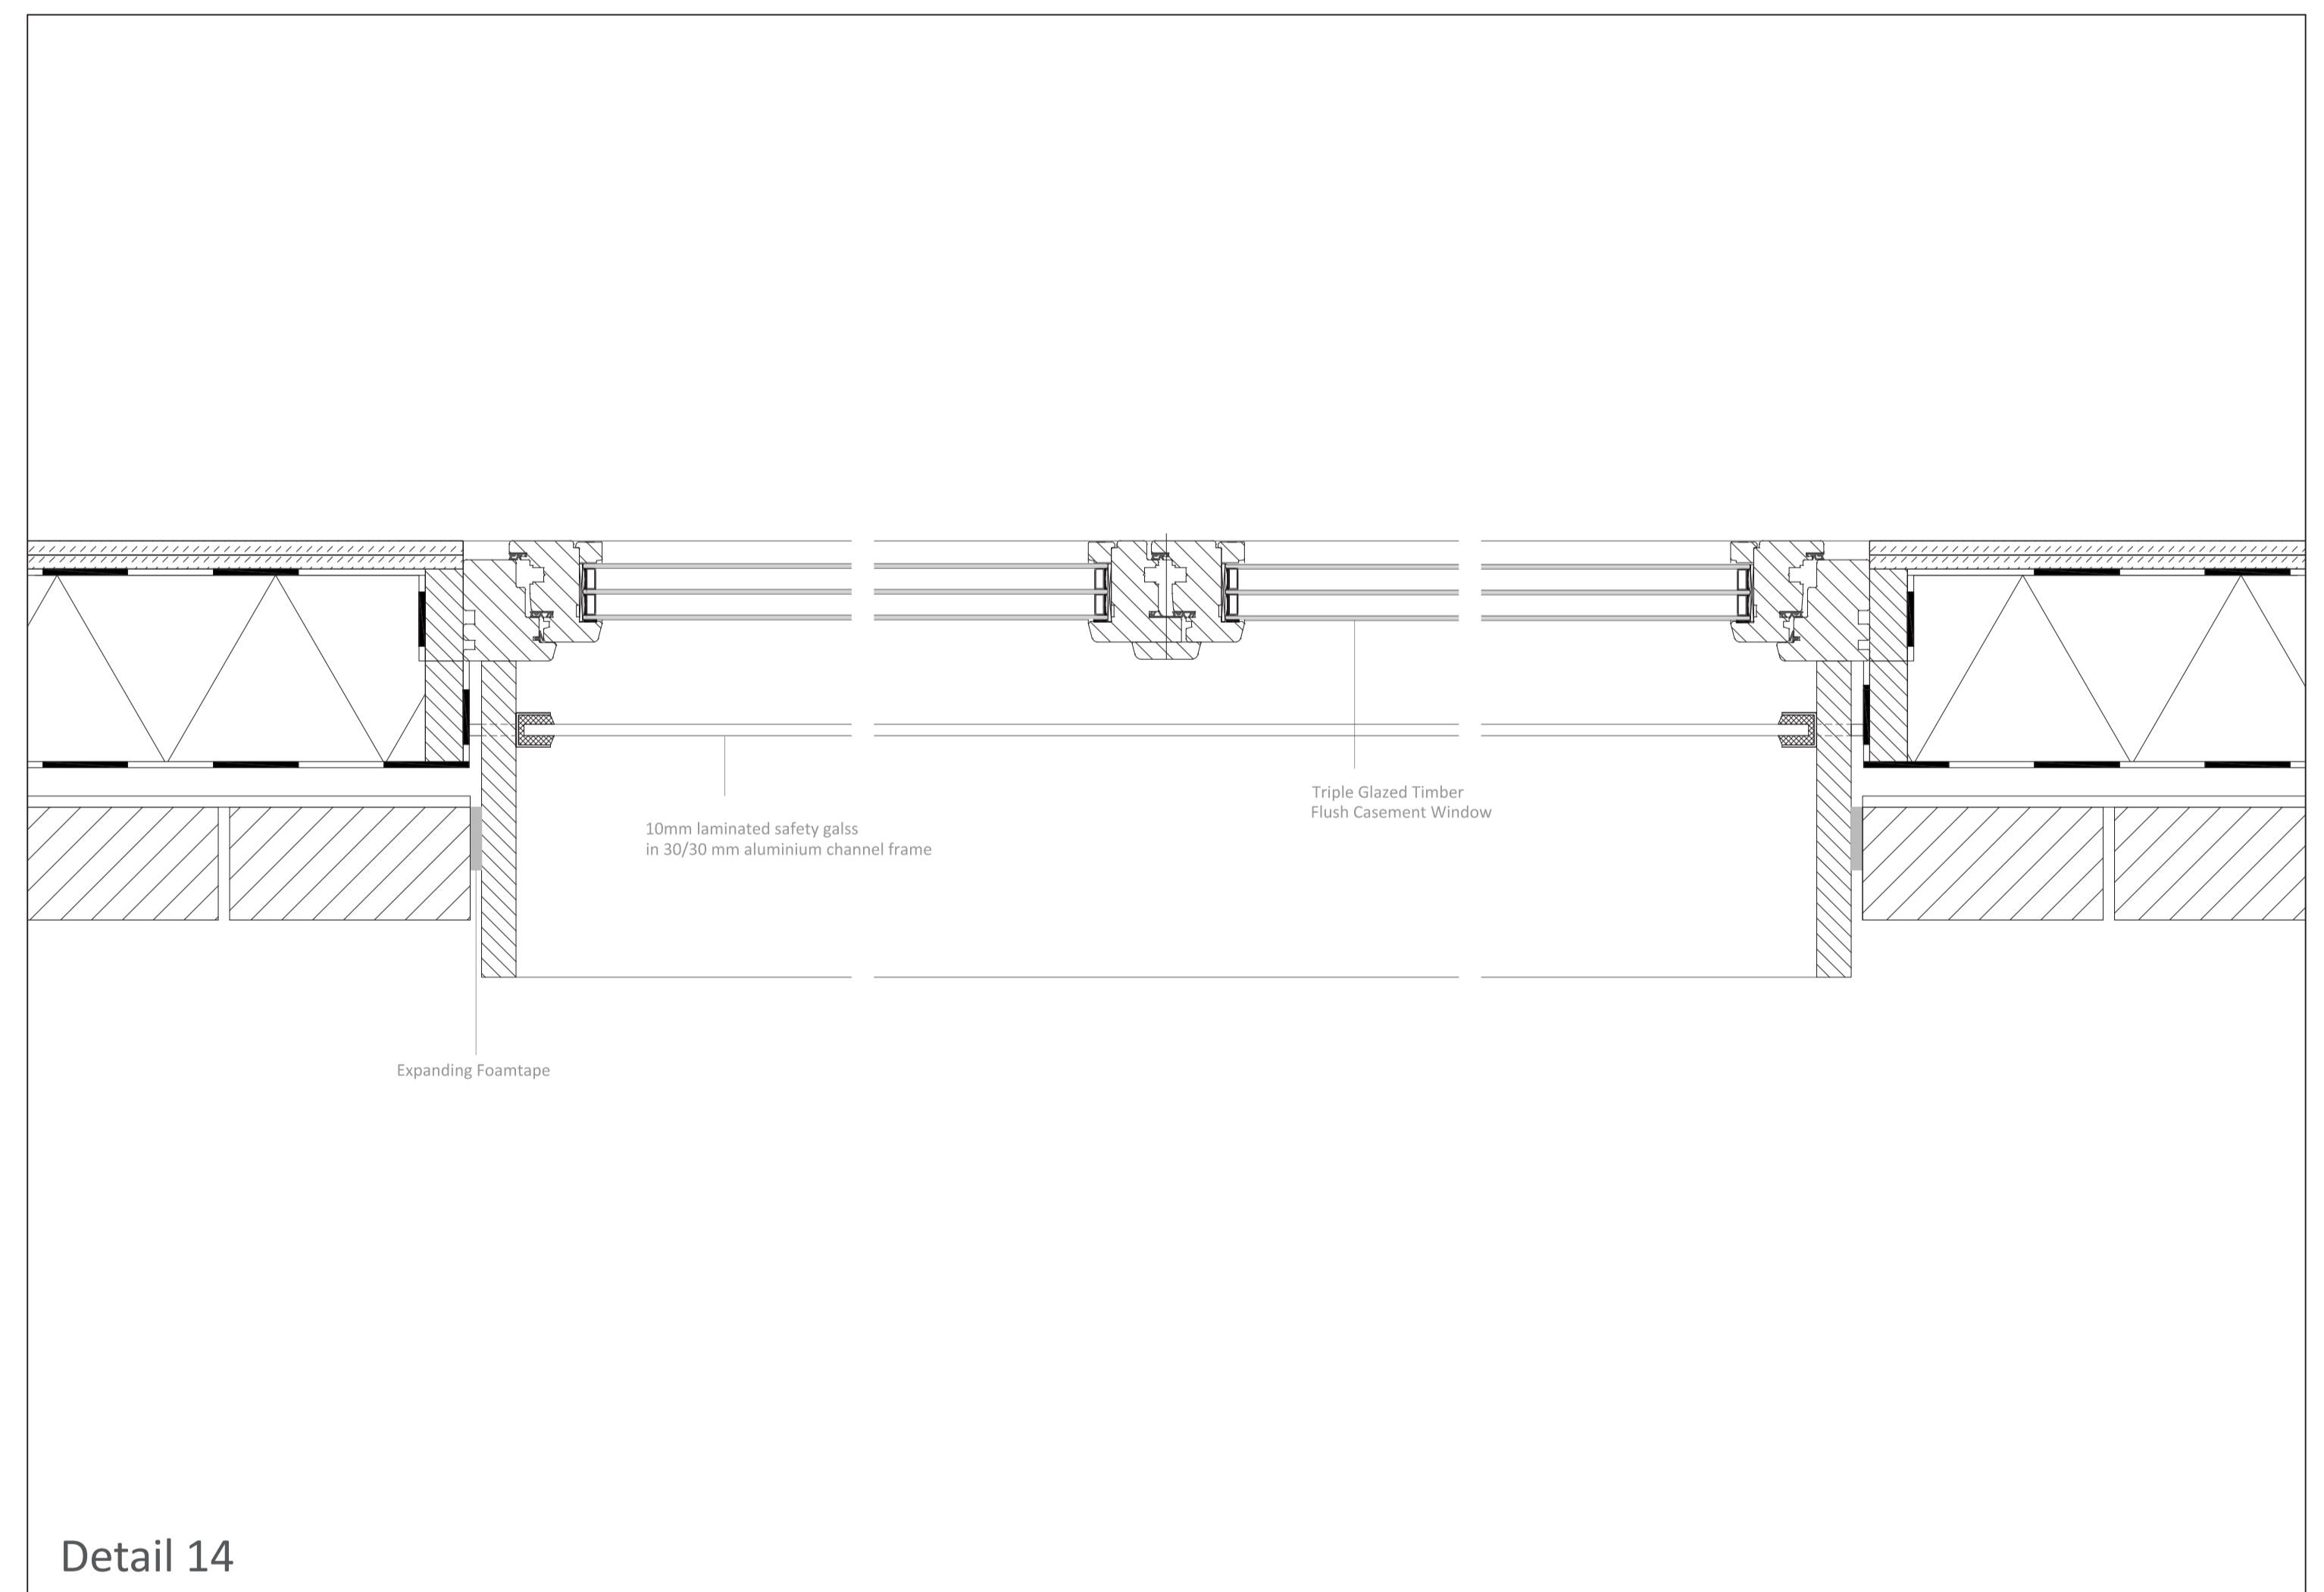 Triple Glazed Timber
Flush Casement Window
10mm laminated safety galss
in 30/30 mm aluminium channel frame
Expanding Foamtape
Detail 14